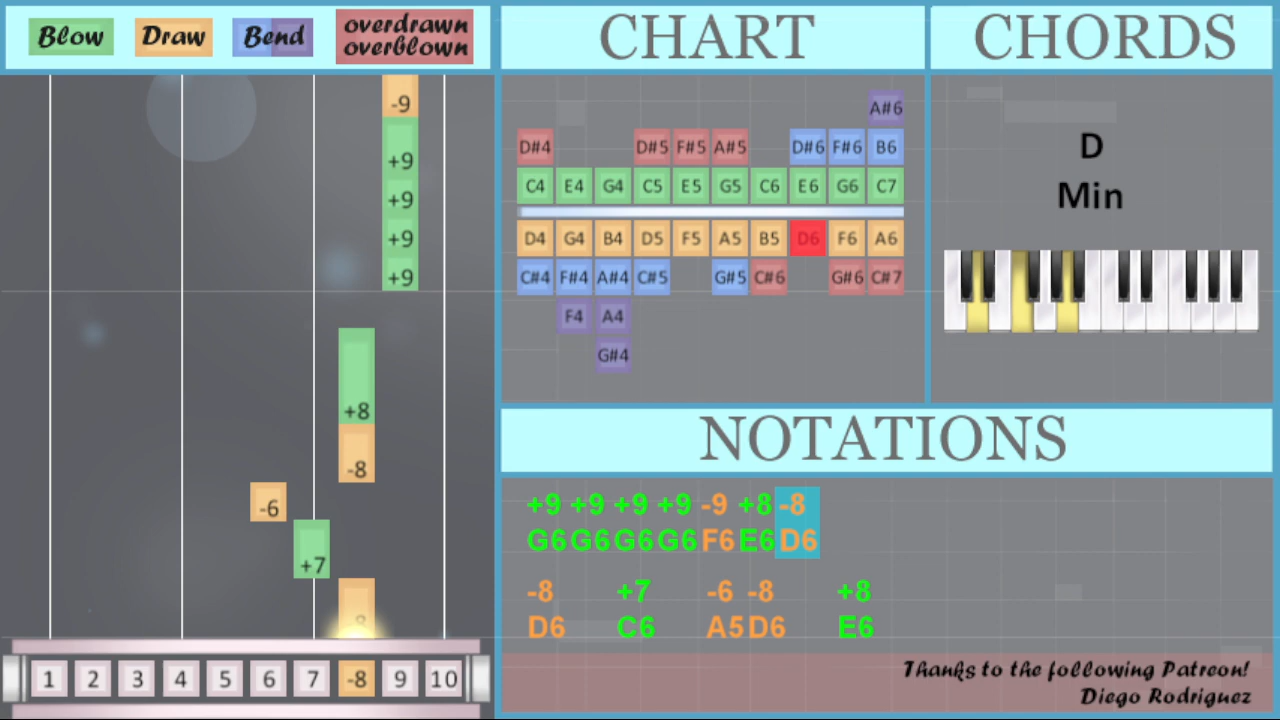 Blow Draw Bend overdrawn overblown
CHART
CHORDS
-9
+9
+9
+9
+9
+8
-8
-6
+7
1 2 3 4 5 6 7 -8 9 10
A#6
D#4 D#5 F#5 A#5 D#6 F#6 B6
C4 E4 G4 C5 E5 G5 C6 E6 G6 C7
D4 G4 B4 D5 F5 A5 B5 D6 F6 A6
C#4 F#4 A#4 C#5 G#5 C#6 G#6 C#7
F4 A4
G#4
D
Min
NOTATIONS
+9 +9 +9 +9 -9 +8 -8
G6 G6 G6 G6 F6 E6 D6
-8 +7 -6 -8 +8
D6 C6 A5 D6 E6
Thanks to the following Patreon!
Diego Rodriguez